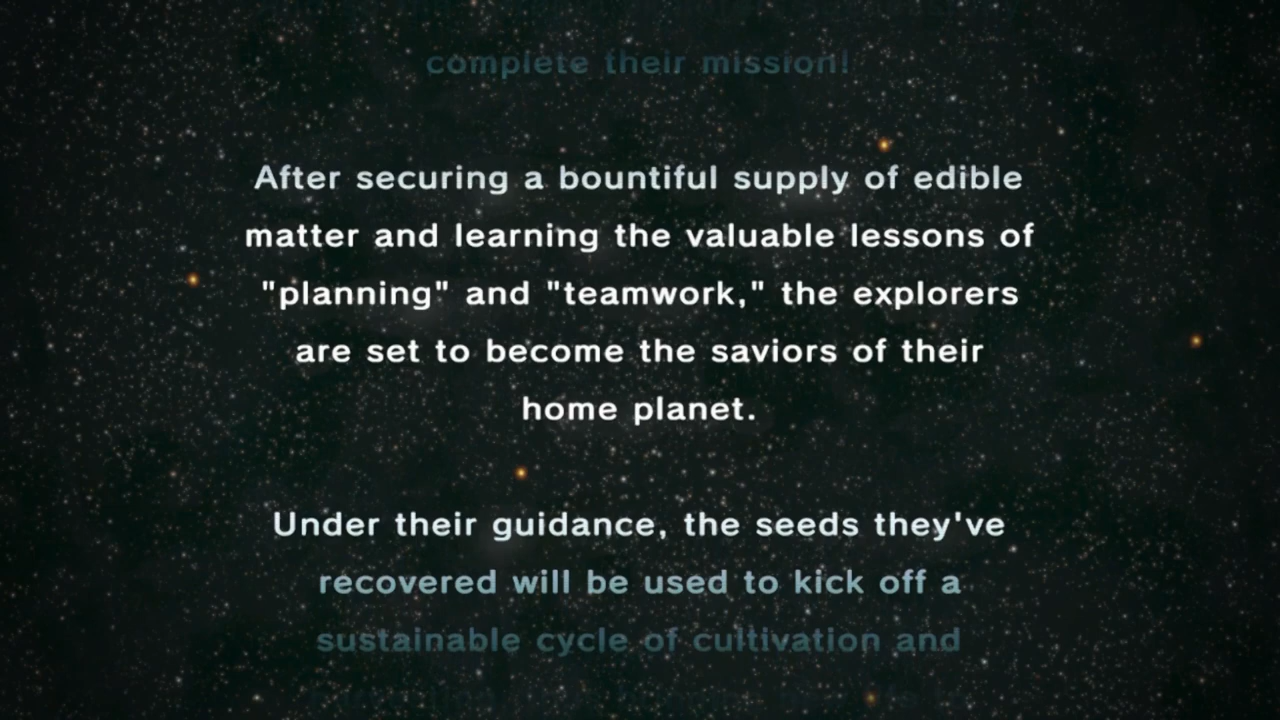 complete their mission!
After securing a bountiful supply of edible
matter and learning the valuable lessons of
"planning" and "teamwork," the explorers
are set to become the saviors of their
home planet.
Under their guidance, the seeds they've
recovered will be used to kick off a
sustainable cycle of cultivation and